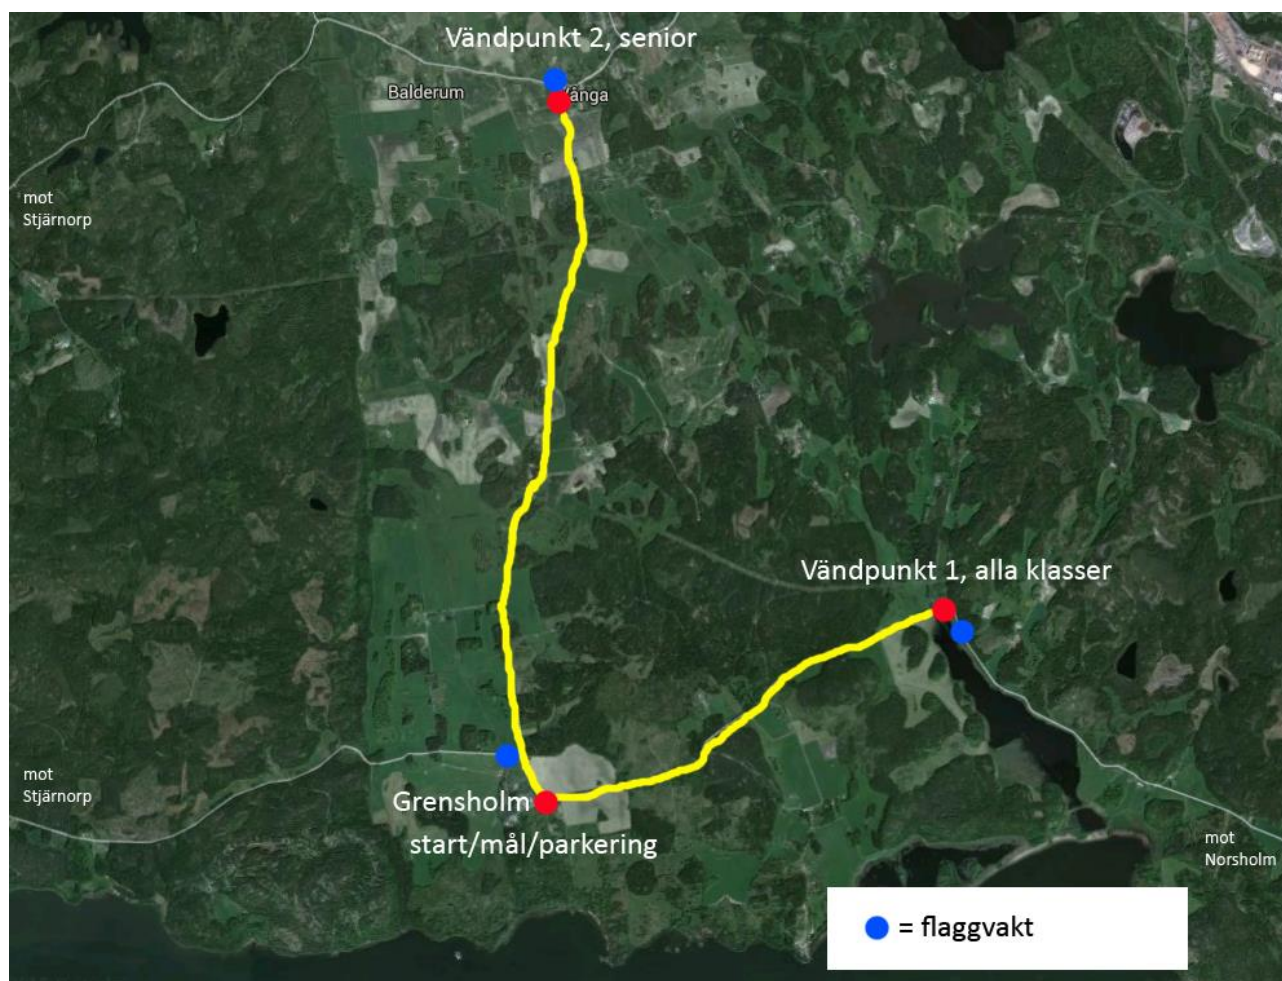 Vändpunkt 2, senior
Balderum
Vånga
mot
Stjärnorp
Vändpunkt 1, alla klasser
mot
Stjärnorp
Grensholm
start/mål/parkering
mot
Norsholm
= flaggvakt